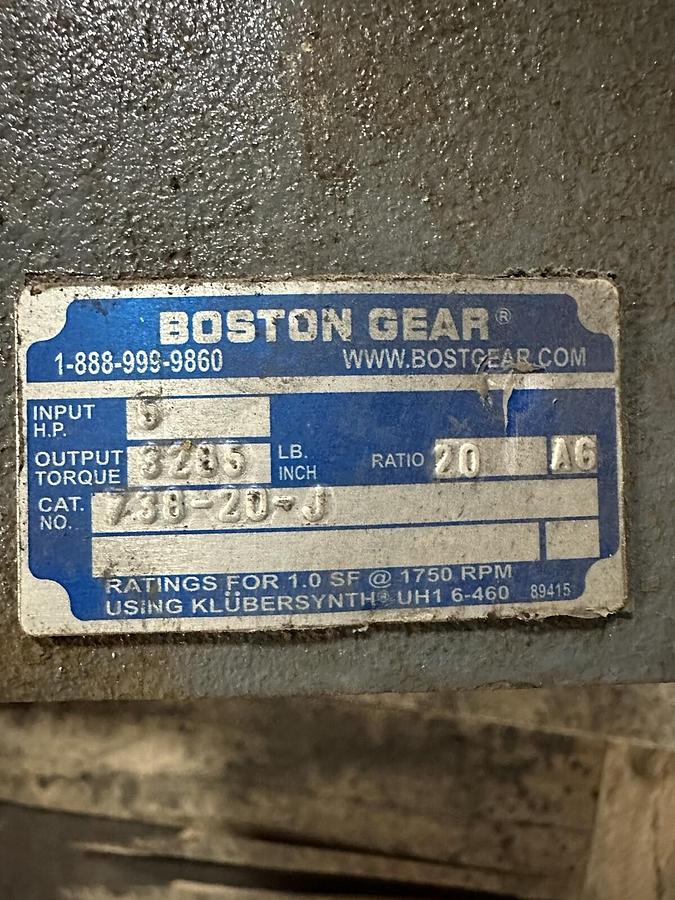 BOSTON GEAR®
1-888-999-9860 WWW.BOSTGEAR.COM
INPUT H.P. 5
OUTPUT TORQUE 3285 LB. INCH RATIO 20 AG
CAT. NO. 738-20-J
RATINGS FOR 1.0 SF @ 1750 RPM
USING KLÜBERSYNTH® UH1 6-460 89415